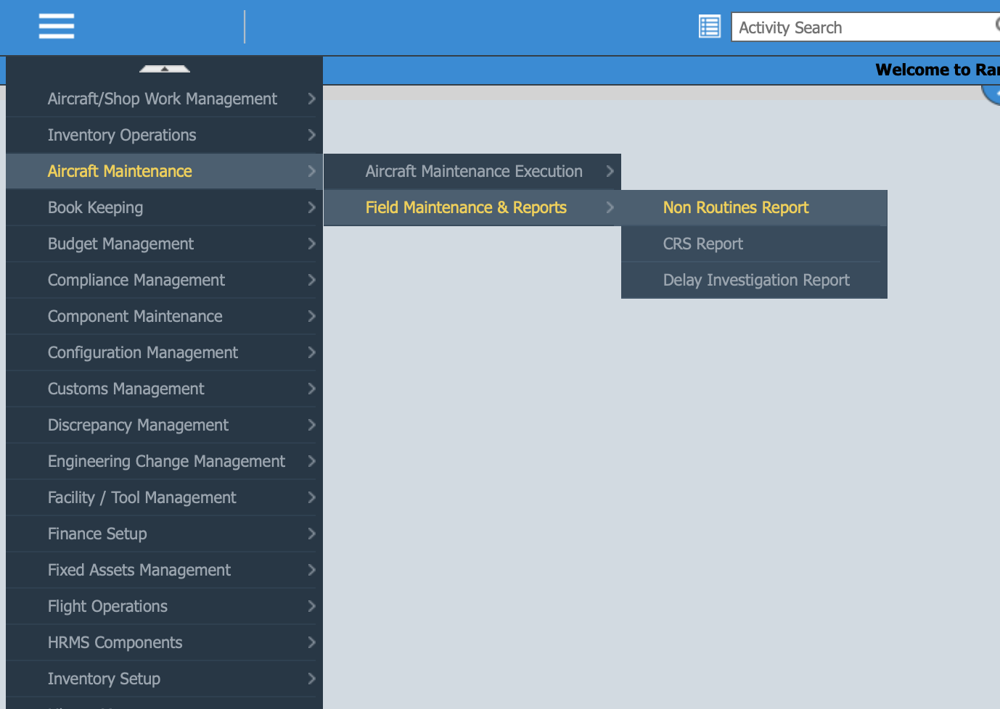 Activity Search
Welcome to
Aircraft/Shop Work Management
Inventory Operations
Aircraft Maintenance
Book Keeping
Budget Management
Compliance Management
Component Maintenance
Configuration Management
Customs Management
Discrepancy Management
Engineering Change Management
Facility / Tool Management
Finance Setup
Fixed Assets Management
Flight Operations
HRMS Components
Inventory Setup
Aircraft Maintenance Execution
Field Maintenance & Reports
Non Routines Report
CRS Report
Delay Investigation Report